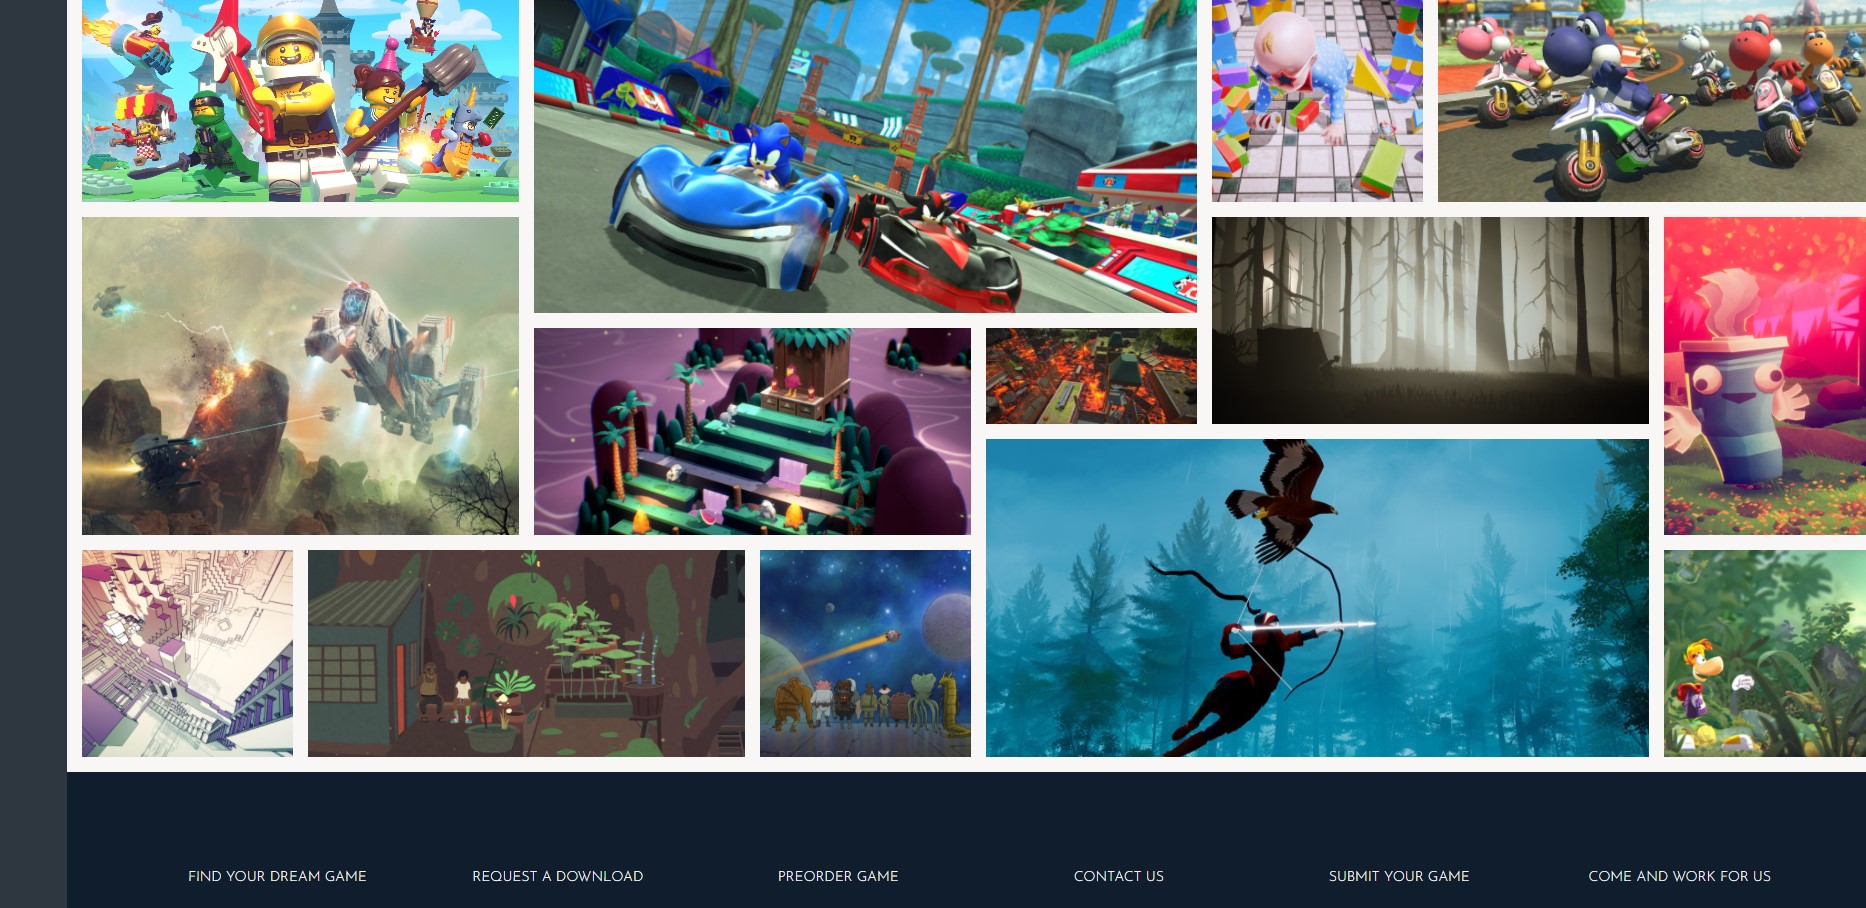 FIND YOUR DREAM GAME
REQUEST A DOWNLOAD
PREORDER GAME
CONTACT US
SUBMIT YOUR GAME
COME AND WORK FOR US